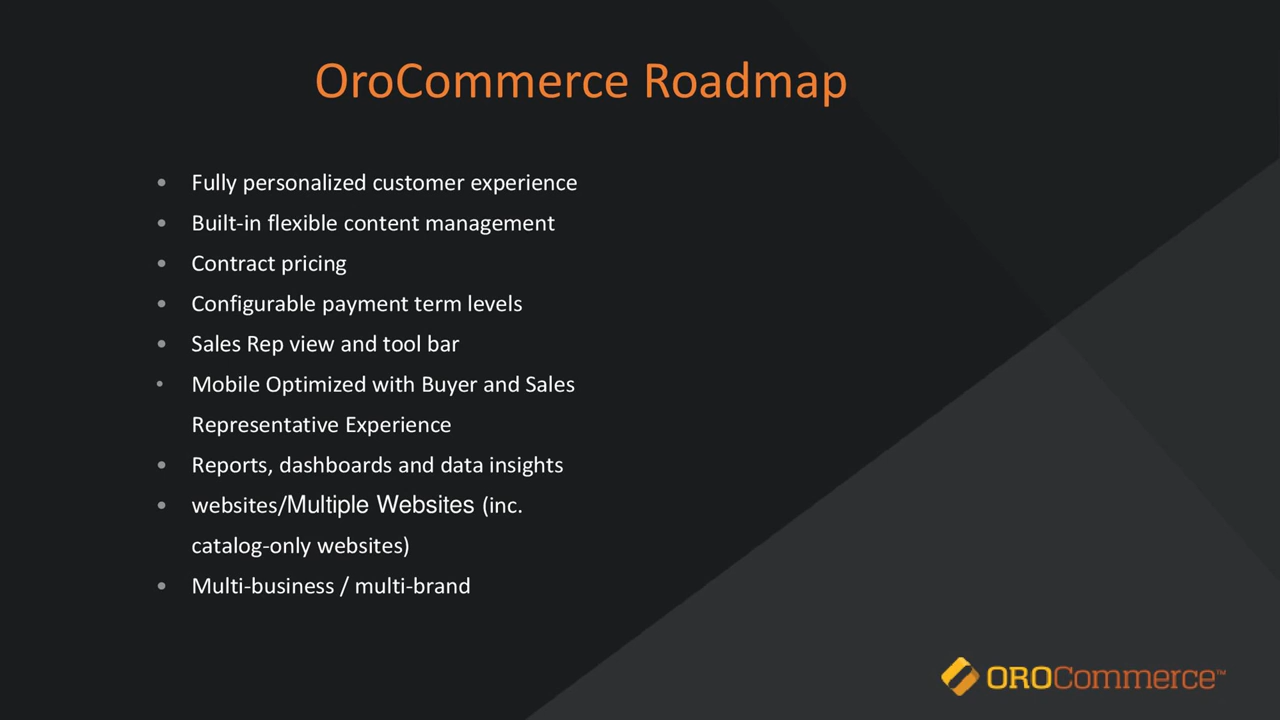 OroCommerce Roadmap
• Fully personalized customer experience
• Built-in flexible content management
• Contract pricing
• Configurable payment term levels
• Sales Rep view and tool bar
• Mobile Optimized with Buyer and Sales
Representative Experience
• Reports, dashboards and data insights
• websites/Multiple Websites (inc.
catalog-only websites)
• Multi-business / multi-brand
OROCommerce™